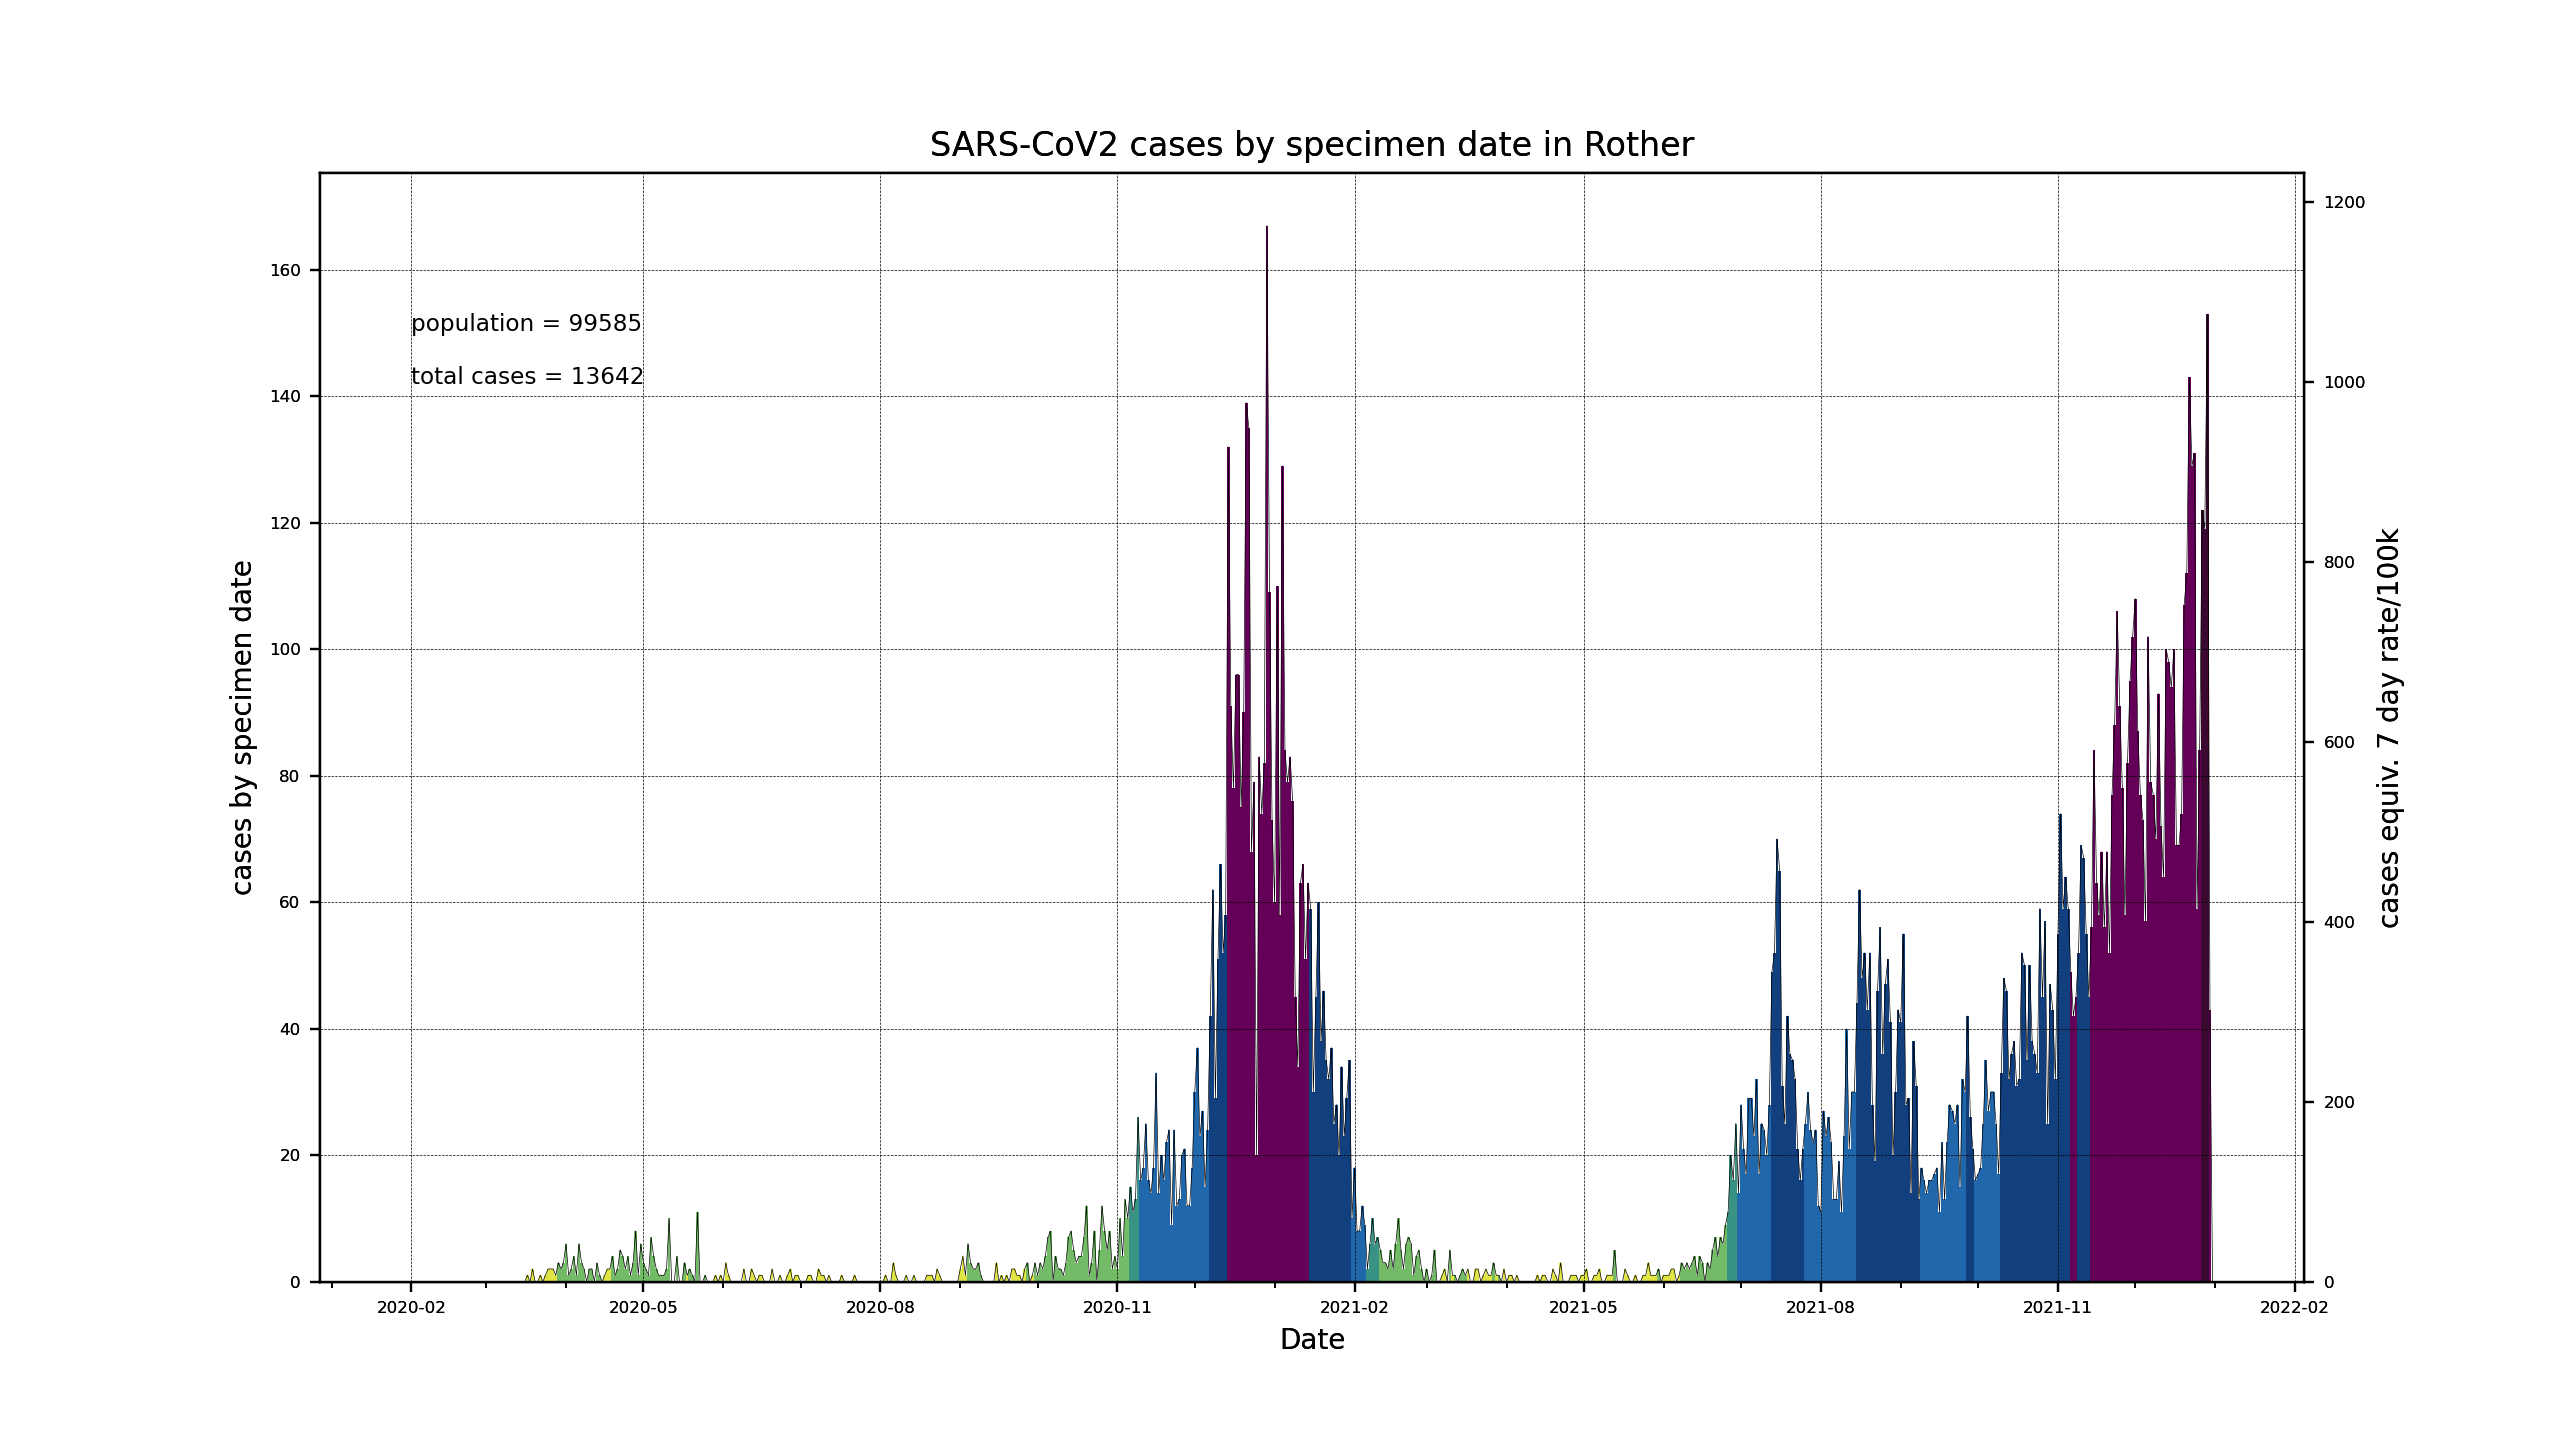 SARS-CoV2 cases by specimen date in Rother
population = 99585
total cases = 13642
cases by specimen date
160
140
120
100
80
60
40
20
0
1200
1000
800
600
400
200
0
cases equiv. 7 day rate/100k
2020-02 2020-05 2020-08 2020-11 2021-02 2021-05 2021-08 2021-11 2022-02
Date